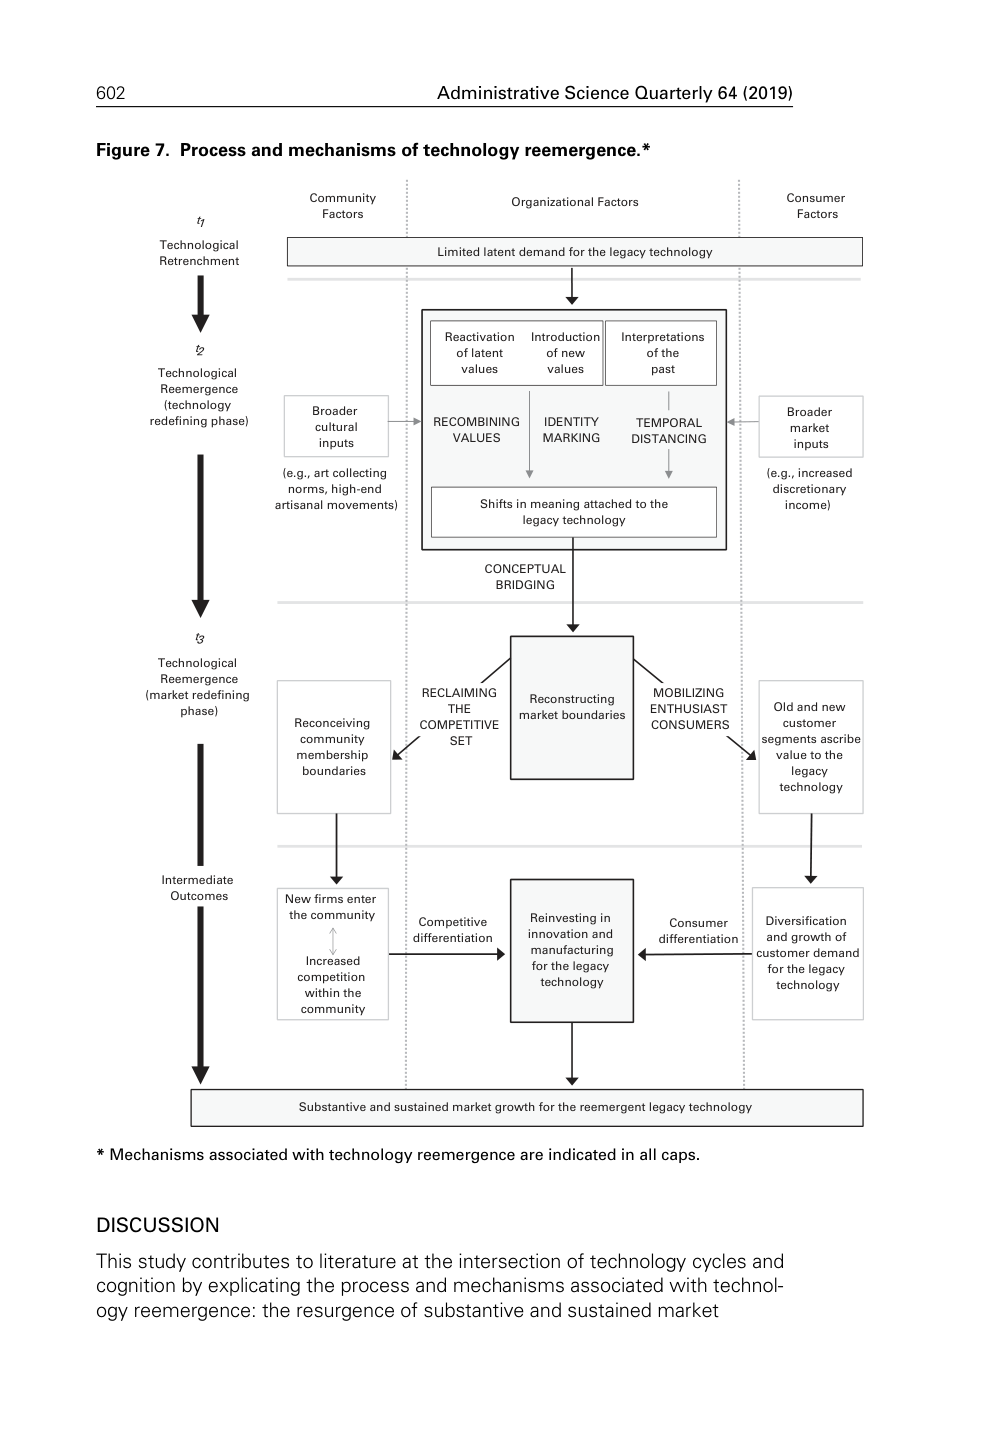 602
Administrative Science Quarterly 64 (2019)
Figure 7. Process and mechanisms of technology reemergence.*
Community
Factors
Organizational Factors
Consumer
Factors
t1
Technological
Retrenchment
Limited latent demand for the legacy technology
t2
Technological
Reemergence
(technology
redefining phase)
Broader
cultural
inputs
(e.g., art collecting
norms, high-end
artisanal movements)
Reactivation
of latent
values
Introduction
of new
values
Interpretations
of the
past
RECOMBINING
VALUES
IDENTITY
MARKING
TEMPORAL
DISTANCING
Shifts in meaning attached to the
legacy technology
Broader
market
inputs
(e.g., increased
discretionary
income)
CONCEPTUAL
BRIDGING
t3
Technological
Reemergence
(market redefining
phase)
Reconceiving
community
membership
boundaries
RECLAIMING
THE
COMPETITIVE
SET
Reconstructing
market boundaries
MOBILIZING
ENTHUSIAST
CONSUMERS
Old and new
customer
segments ascribe
value to the
legacy
technology
Intermediate
Outcomes
New firms enter
the community
Increased
competition
within the
community
Competitive
differentiation
Reinvesting in
innovation and
manufacturing
for the legacy
technology
Consumer
differentiation
Diversification
and growth of
customer demand
for the legacy
technology
Substantive and sustained market growth for the reemergent legacy technology
* Mechanisms associated with technology reemergence are indicated in all caps.
DISCUSSION
This study contributes to literature at the intersection of technology cycles and
cognition by explicating the process and mechanisms associated with technol-
ogy reemergence: the resurgence of substantive and sustained market